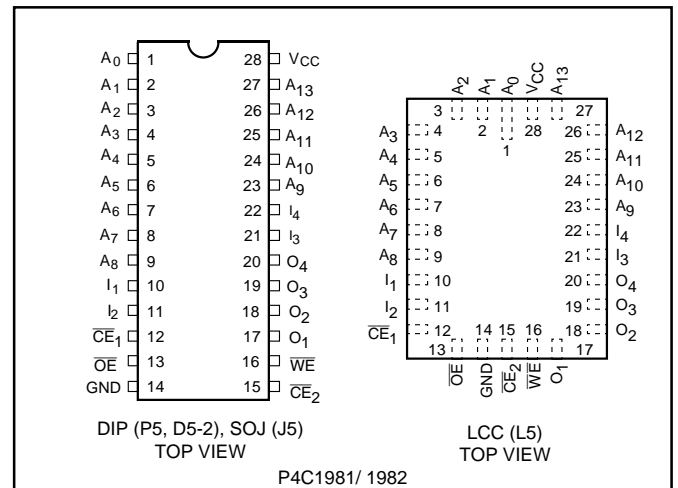 A0 1 28 VCC
A1 2 27 A13
A2 3 26 A12
A3 4 25 A11
A4 5 24 A10
A5 6 23 A9
A6 7 22 I4
A7 8 21 I3
A8 9 20 O4
I1 10 19 O3
I2 11 18 O2
CE1 12 17 O1
OE 13 16 WE
GND 14 15 CE2
DIP (P5, D5-2), SOJ (J5)
TOP VIEW
A2 A1 A0 VCC A13
3 2 1 28 27
A3 4 26 A12
A4 5 25 A11
A5 6 24 A10
A6 7 23 A9
A7 8 22 I4
A8 9 21 I3
I1 10 20 O4
I2 11 19 O3
CE1 12 18 O2
13 14 15 16 17
OE GND CE2 WE O1
LCC (L5)
TOP VIEW
P4C1981/ 1982